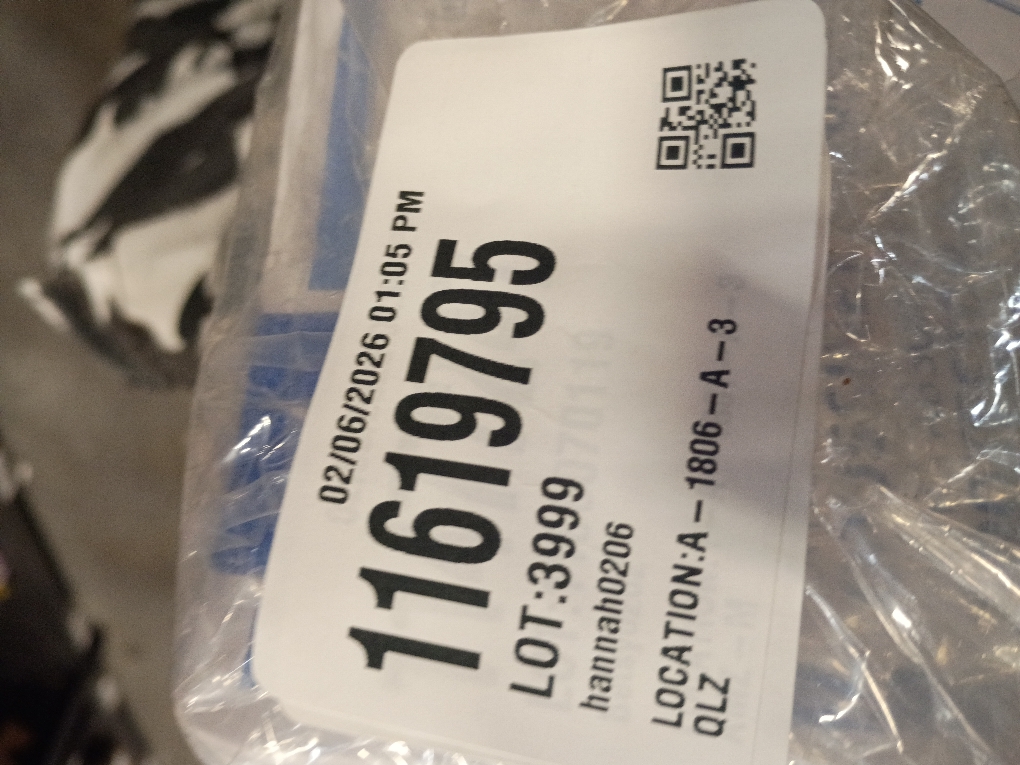 02/06/2026 01:05 PM
11619795
LOT:3999
hannah0206
LOCATION:A-1806-A-3
QLZ